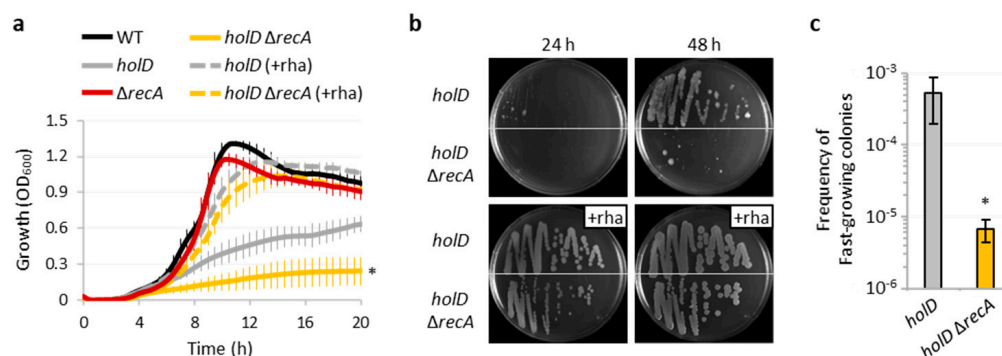 a
WT
holD ΔrecA
holD
holD (+rha)
ΔrecA
holD ΔrecA (+rha)
Growth (OD600)
1.5
1.2
0.9
0.6
0.3
0
*
0 4 8 12 16 20
Time (h)
b
24 h 48 h
holD
holD
ΔrecA
+rha +rha
holD
holD
ΔrecA
c
Frequency of
Fast-growing colonies
10-3
10-4
10-5
10-6
*
holD
holD ΔrecA